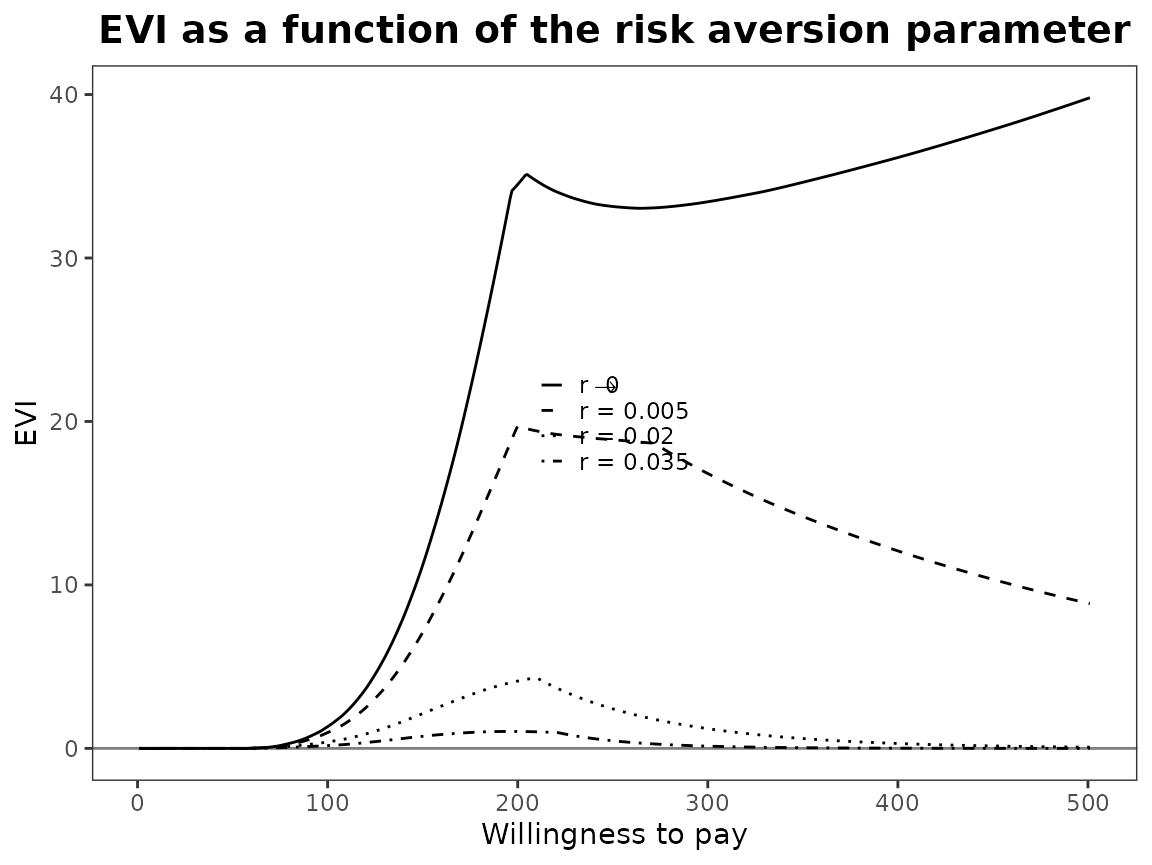 EVI as a function of the risk aversion parameter
40
30
20
10
0
EVI
r → 0
r = 0.005
r = 0.02
r = 0.035
0 100 200 300 400 500
Willingness to pay